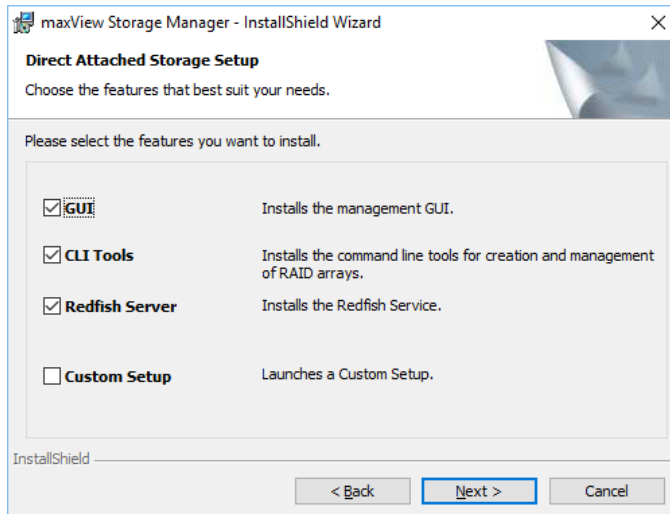 maxView Storage Manager - InstallShield Wizard
Direct Attached Storage Setup
Choose the features that best suit your needs.
Please select the features you want to install.
GUI Installs the management GUI.
CLI Tools Installs the command line tools for creation and management
of RAID arrays.
Redfish Server Installs the Redfish Service.
Custom Setup Launches a Custom Setup.
InstallShield
< Back Next > Cancel